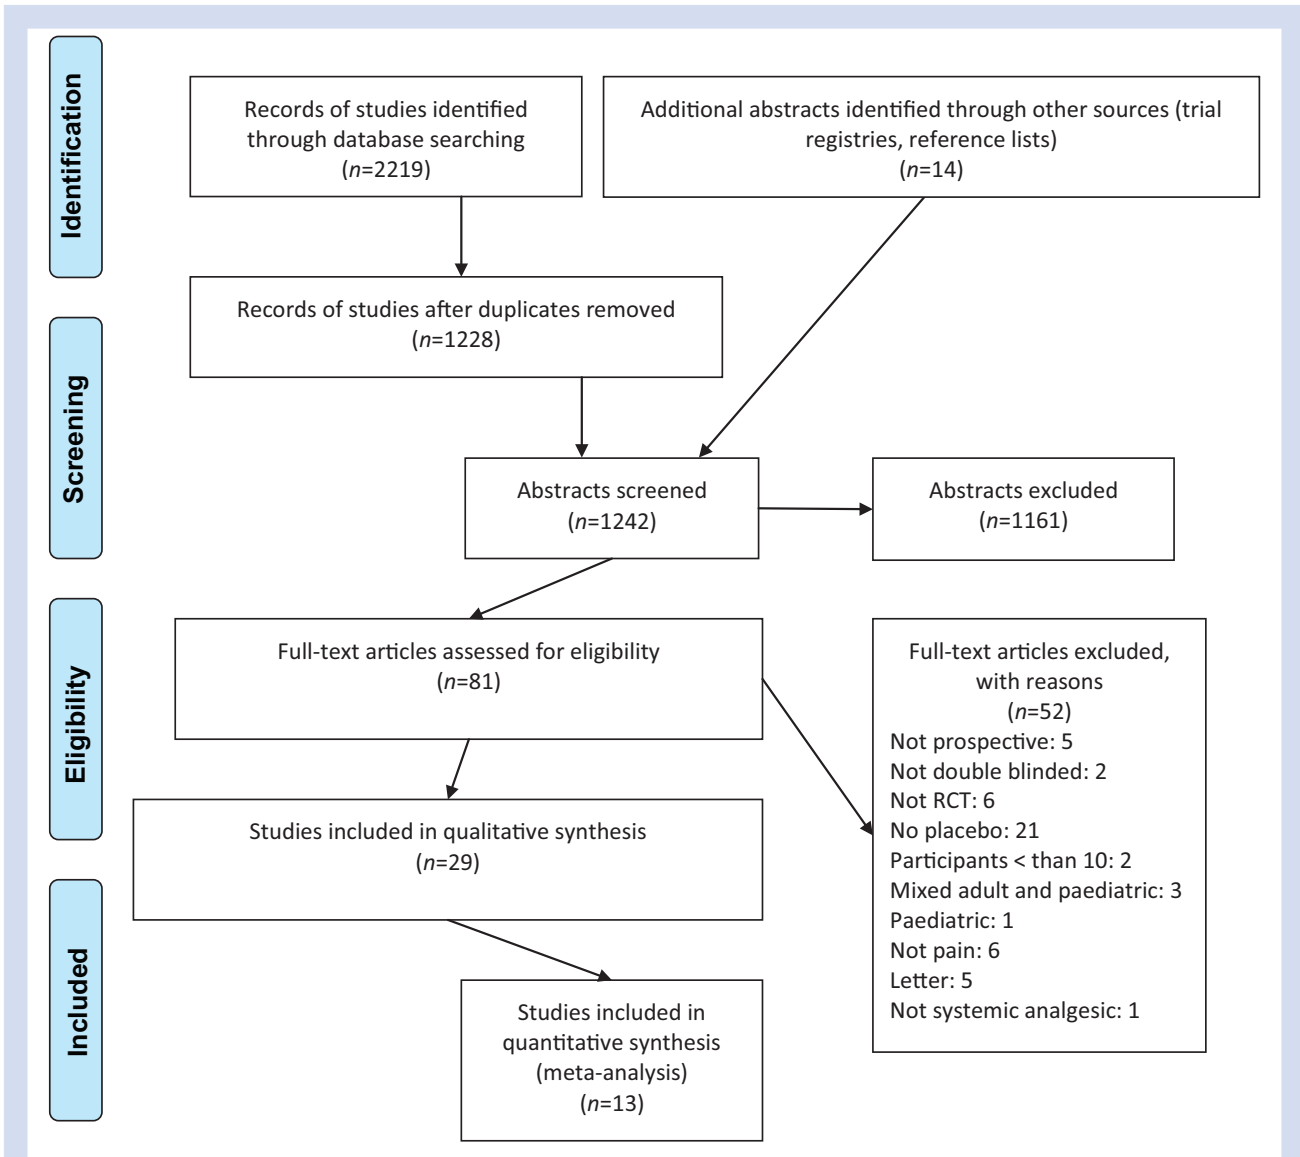 Identification
Records of studies identified
through database searching
(n=2219)
Additional abstracts identified through other sources (trial
registries, reference lists)
(n=14)
Screening
Records of studies after duplicates removed
(n=1228)
Abstracts screened
(n=1242)
Abstracts excluded
(n=1161)
Eligibility
Full-text articles assessed for eligibility
(n=81)
Full-text articles excluded,
with reasons
(n=52)
Not prospective: 5
Not double blinded: 2
Not RCT: 6
No placebo: 21
Participants < than 10: 2
Mixed adult and paediatric: 3
Paediatric: 1
Not pain: 6
Letter: 5
Not systemic analgesic: 1
Studies included in qualitative synthesis
(n=29)
Included
Studies included in
quantitative synthesis
(meta-analysis)
(n=13)